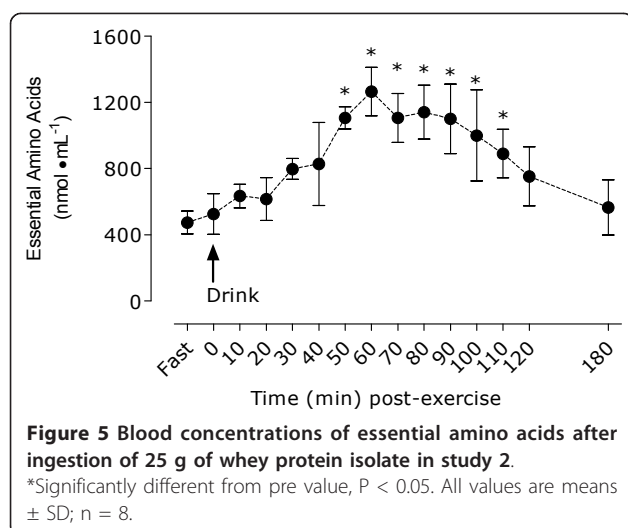 1600
1200
800
400
0
Essential Amino Acids
(nmol •mL-1)
* * * * * * *
Drink
Fast 0 10 20 30 40 50 60 70 80 90 100 110 120 180
Time (min) post-exercise
Figure 5 Blood concentrations of essential amino acids after
ingestion of 25 g of whey protein isolate in study 2.
*Significantly different from pre value, P < 0.05. All values are means
± SD; n = 8.